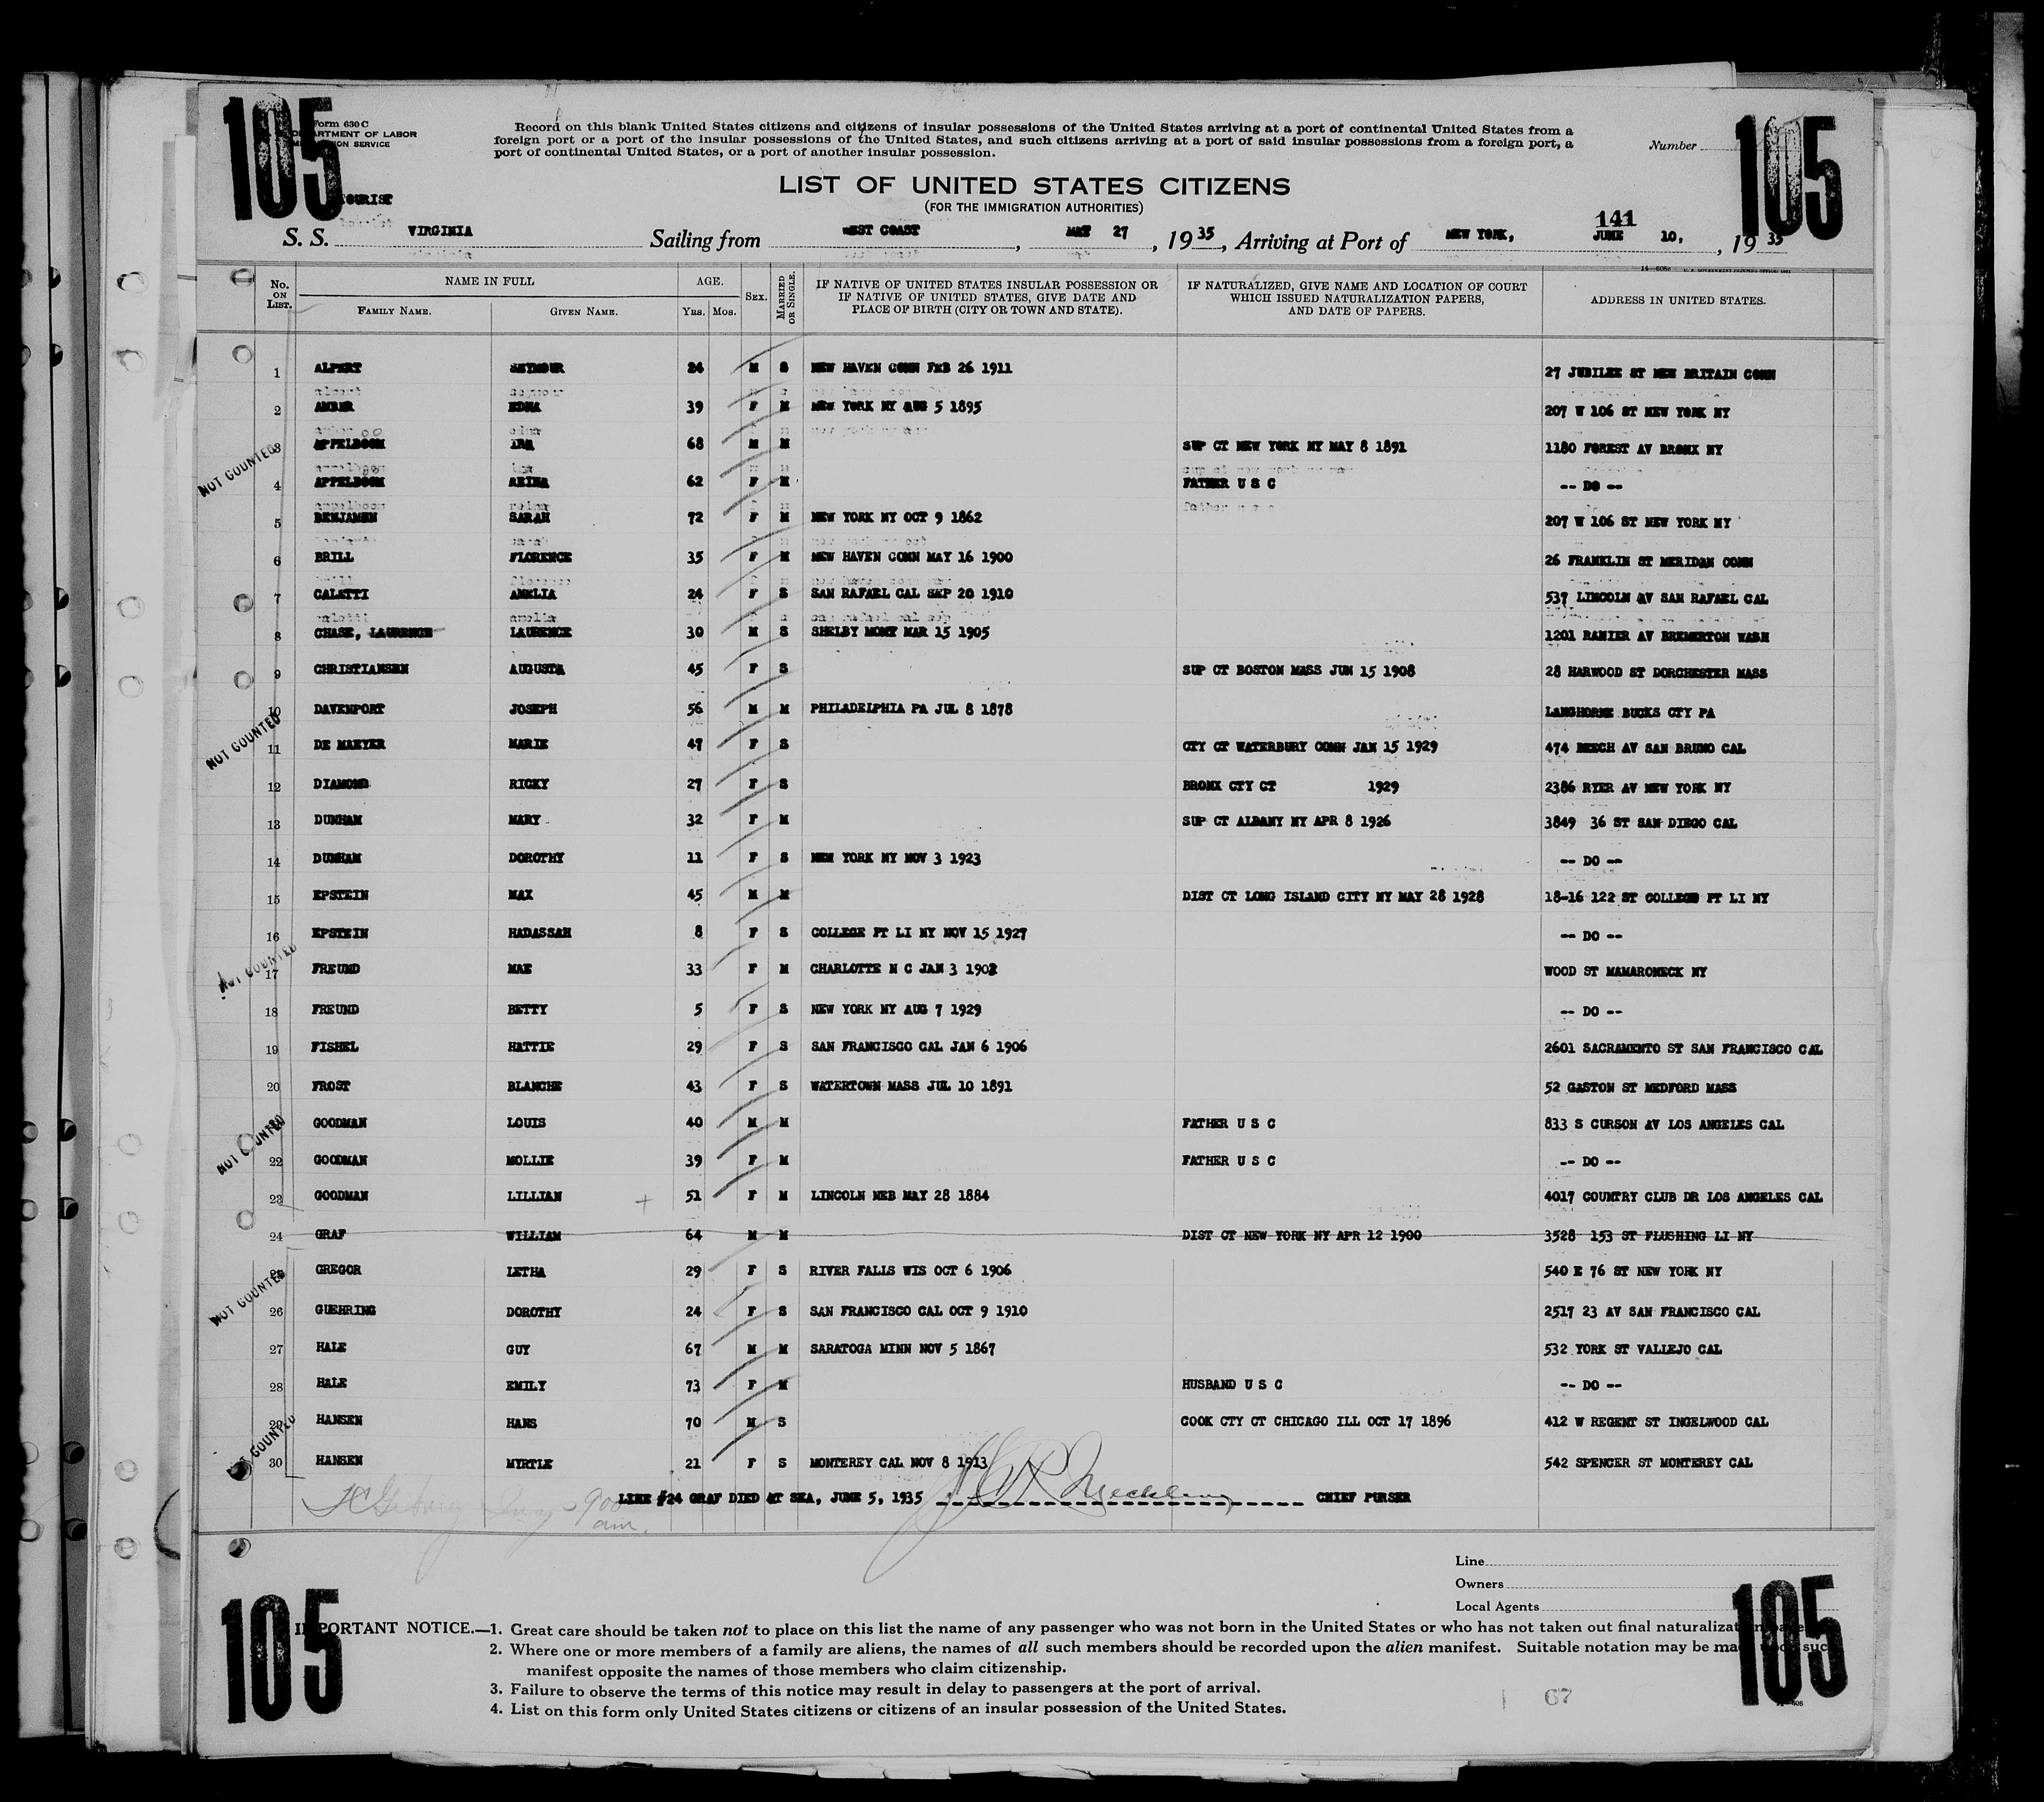 105
105
Form 630 C
DEPARTMENT OF LABOR
IMMIGRATION SERVICE
Record on this blank United States citizens and citizens of insular possessions of the United States arriving at a port of continental United States from a
foreign port or a port of the insular possessions of the United States, and such citizens arriving at a port of said insular possessions from a foreign port, a
port of continental United States, or a port of another insular possession.
Number
LIST OF UNITED STATES CITIZENS
(FOR THE IMMIGRATION AUTHORITIES)
TOURIST
141
S. S. VIRGINIA Sailing from WEST COAST, MAY 27, 1935, Arriving at Port of NEW YORK, JUNE 10, 1935
No. ON LIST. NAME IN FULL FAMILY NAME. GIVEN NAME. AGE. YRS. MOS. SEX. MARRIED OR SINGLE. IF NATIVE OF UNITED STATES INSULAR POSSESSION OR IF NATIVE OF UNITED STATES, GIVE DATE AND PLACE OF BIRTH (CITY OR TOWN AND STATE). IF NATURALIZED, GIVE NAME AND LOCATION OF COURT WHICH ISSUED NATURALIZATION PAPERS, AND DATE OF PAPERS. ADDRESS IN UNITED STATES.
1 ALPERT SEYMOUR 24 M S NEW HAVEN CONN FEB 26 1911 27 JUBILEE ST NEW BRITAIN CONN
2 AMBER EDNA 39 F M NEW YORK NY AUG 5 1895 207 W 106 ST NEW YORK NY
3 APPELBOOM IRA 68 M M SUP CT NEW YORK NY MAY 8 1891 1180 FOREST AV BRONX NY
NOT COUNTED
4 APPELBOOM 62 F M FATHER U S C -- DO --
5 BENJAMEN SARAH 72 F M NEW YORK NY OCT 9 1862 207 W 106 ST NEW YORK NY
6 BRILL FLORENCE 35 F M NEW HAVEN CONN MAY 16 1900 26 FRANKLIN ST MERIDAN CONN
7 CALETTI AMELIA 24 F S SAN RAFAEL CAL SEP 20 1910 537 LINCOLN AV SAN RAFAEL CAL
8 CHASE, LAURENCE LAURENCE 30 M S SHELBY MONT MAR 15 1905 1201 RANIER AV BREMERTON WASH
9 CHRISTIANSEN AUGUSTA 45 F S SUP CT BOSTON MASS JUN 15 1908 28 HARWOOD ST DORCHESTER MASS
10 DAVENPORT JOSEPH 56 M M PHILADELPHIA PA JUL 8 1878 LANGHORNE BUCKS CTY PA
NOT COUNTED
11 DE MAEYER MARIE 47 F S CTY CT WATERBURY CONN JAN 15 1929 474 BEECH AV SAN BRUNO CAL
12 DIAMOND RICKY 27 F S BRONX CTY CT 1929 2386 RYER AV NEW YORK NY
13 DUNHAM MARY 32 F M SUP CT ALBANY NY APR 8 1926 3849 36 ST SAN DIEGO CAL
14 DUNHAM DOROTHY 11 F S NEW YORK NY NOV 3 1923 -- DO --
15 EPSTEIN MAX 45 M M DIST CT LONG ISLAND CITY NY MAY 28 1928 18-16 122 ST COLLEGE PT LI NY
16 EPSTEIN HADASSAH 8 F S COLLEGE PT LI NY NOV 15 1927 -- DO --
NOT COUNTED
17 FREUND MAE 33 F M CHARLOTTE N C JAN 3 1902 WOOD ST MAMARONECK NY
18 FREUND BETTY 5 F S NEW YORK NY AUG 7 1929 -- DO --
19 FISHEL HATTIE 29 F S SAN FRANCISCO CAL JAN 6 1906 2601 SACRAMENTO ST SAN FRANCISCO CAL
20 FROST BLANCHE 43 F S WATERTOWN MASS JUL 10 1891 52 GASTON ST MEDFORD MASS
NOT COUNTED
GOODMAN LOUIS 40 M M FATHER U S C 833 S CURSON AV LOS ANGELES CAL
22 GOODMAN MOLLIE 39 F M FATHER U S C -- DO --
23 GOODMAN LILLIAN 51 F M LINCOLN NEB MAY 28 1884 4017 COUNTRY CLUB DR LOS ANGELES CAL
24 GRAF WILLIAM 64 M M DIST CT NEW YORK NY APR 12 1900 3528 153 ST FLUSHING LI NY
25 GREGOR LETHA 29 F S RIVER FALLS WIS OCT 6 1906 540 E 76 ST NEW YORK NY
NOT COUNTED
26 GUEHRING DOROTHY 24 F S SAN FRANCISCO CAL OCT 9 1910 2517 23 AV SAN FRANCISCO CAL
27 HALE GUY 67 M M SARATOGA MINN NOV 5 1867 532 YORK ST VALLEJO CAL
28 HALE EMILY 73 F M HUSBAND U S C -- DO --
29 HANSEN HANS 70 M S COOK CTY CT CHICAGO ILL OCT 17 1896 412 W REGENT ST INGELWOOD CAL
NOT COUNTED
30 HANSEN MYRTLE 21 F S MONTEREY CAL NOV 8 1913 542 SPENCER ST MONTEREY CAL
900 am.
LINE #24 GRAF DIED AT SEA, JUNE 5, 1935 CHIEF PURSER
Line
Owners
Local Agents
105
105
IMPORTANT NOTICE.—1. Great care should be taken not to place on this list the name of any passenger who was not born in the United States or who has not taken out final naturalization papers.
2. Where one or more members of a family are aliens, the names of all such members should be recorded upon the alien manifest. Suitable notation may be made upon such
manifest opposite the names of those members who claim citizenship.
3. Failure to observe the terms of this notice may result in delay to passengers at the port of arrival.
4. List on this form only United States citizens or citizens of an insular possession of the United States.
67